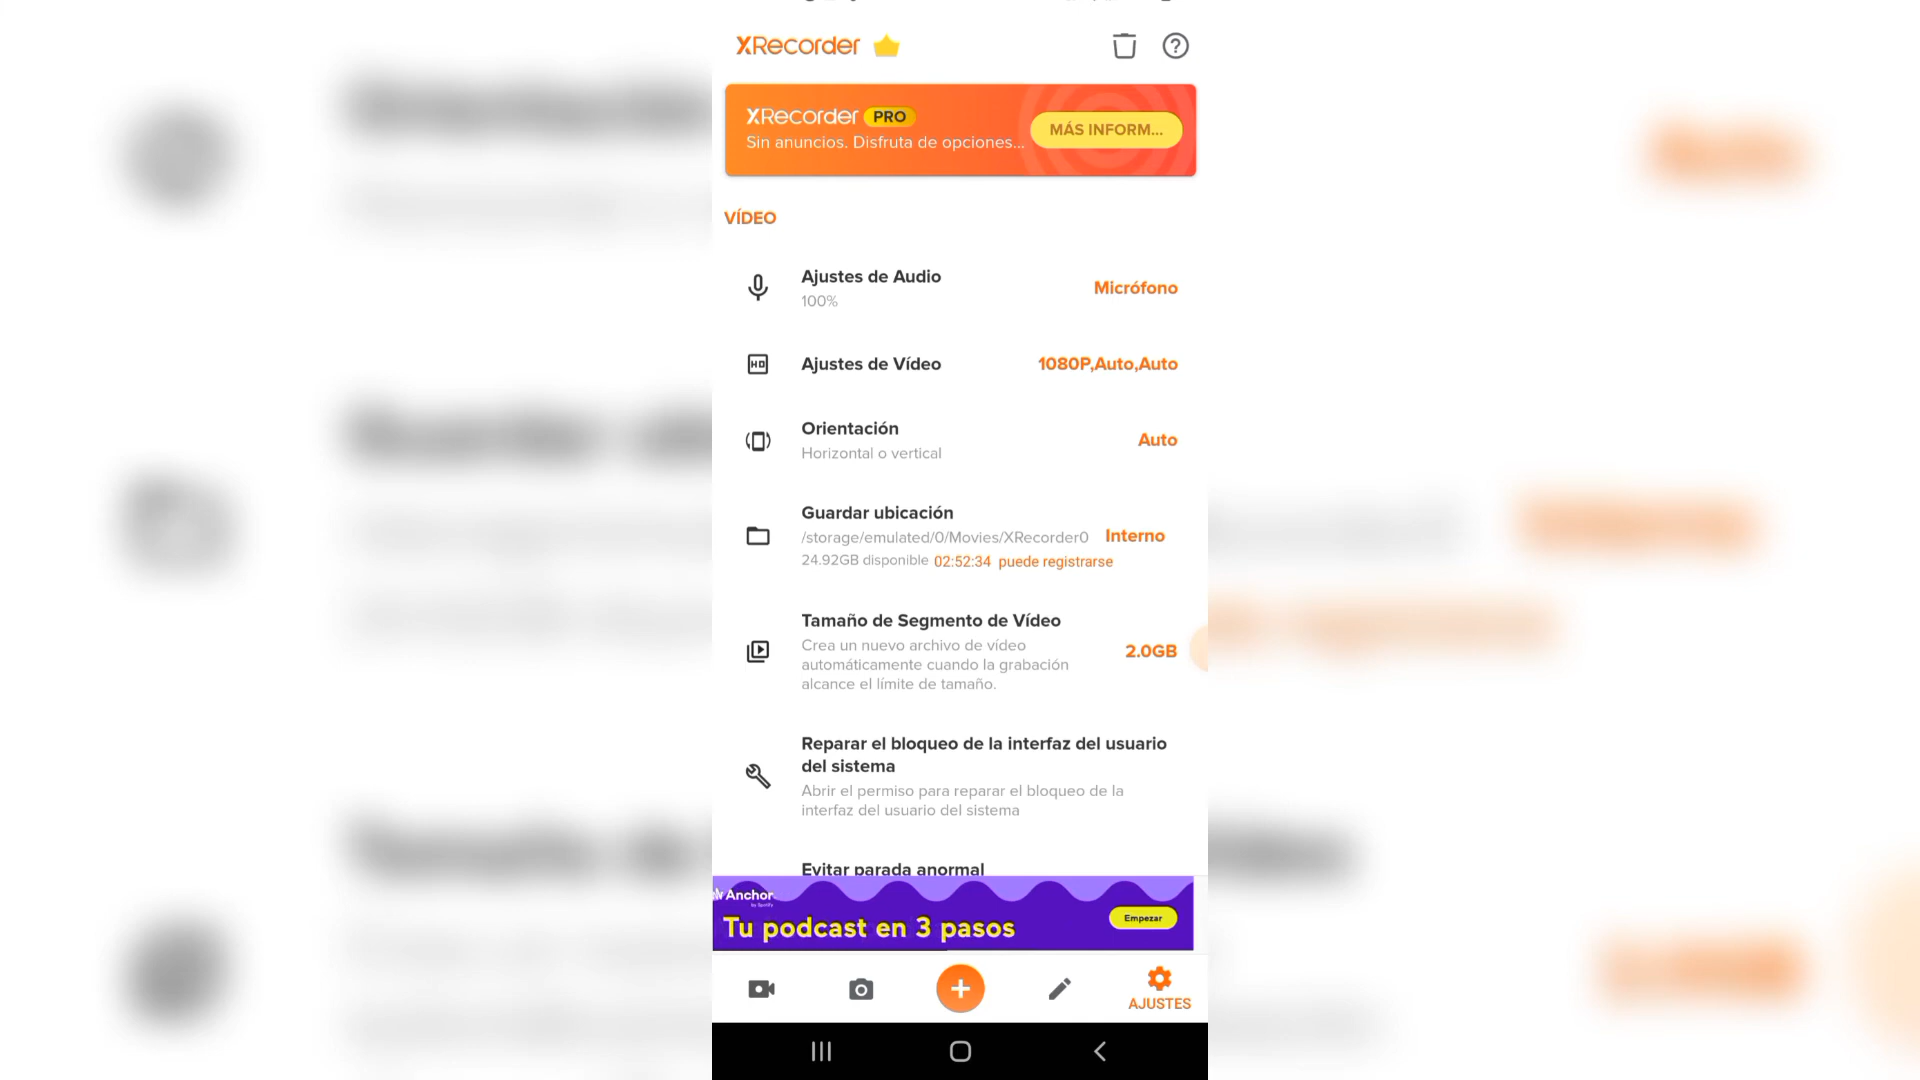 XRecorder
XRecorder PRO
Sin anuncios. Disfruta de opciones...
MÁS INFORM...
VÍDEO
Ajustes de Audio
100%
Micrófono
HD
Ajustes de Vídeo
1080P,Auto,Auto
Orientación
Horizontal o vertical
Auto
Guardar ubicación
/storage/emulated/0/Movies/XRecorder0
Interno
24.92GB disponible 02:52:34 puede registrarse
Tamaño de Segmento de Vídeo
Crea un nuevo archivo de vídeo
automáticamente cuando la grabación
alcance el límite de tamaño.
2.0GB
Reparar el bloqueo de la interfaz del usuario
del sistema
Abrir el permiso para reparar el bloqueo de la
interfaz del usuario del sistema
Evitar parada anormal
Anchor
by Spotify
Tu podcast en 3 pasos
Empezar
AJUSTES